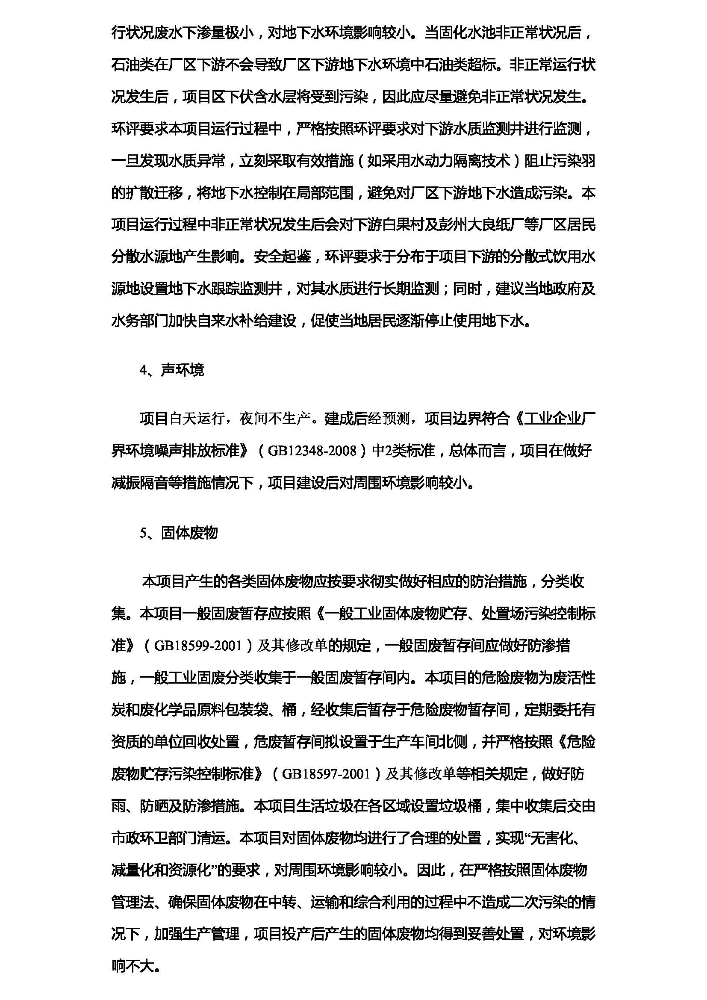 行状况废水下渗量极小，对地下水环境影响较小。当固化水池非正常状况后，
石油类在厂区下游不会导致厂区下游地下水环境中石油类超标。非正常运行状
况发生后，项目区下伏含水层将受到污染，因此应尽量避免非正常状况发生。
环评要求本项目运行过程中，严格按照环评要求对下游水质监测井进行监测，
一旦发现水质异常，立刻采取有效措施（如采用水动力隔离技术）阻止污染羽
的扩散迁移，将地下水控制在局部范围，避免对厂区下游地下水造成污染。本
项目运行过程中非正常状况发生后会对下游白果村及彭州大良纸厂等厂区居民
分散水源地产生影响。安全起鉴，环评要求于分布于项目下游的分散式饮用水
源地设置地下水跟踪监测井，对其水质进行长期监测；同时，建议当地政府及
水务部门加快自来水补给建设，促使当地居民逐渐停止使用地下水。
4、声环境
项目白天运行，夜间不生产。建成后经预测，项目边界符合《工业企业厂
界环境噪声排放标准》（GB12348-2008）中2类标准，总体而言，项目在做好
减振隔音等措施情况下，项目建设后对周围环境影响较小。
5、固体废物
本项目产生的各类固体废物应按要求彻实做好相应的防治措施，分类收
集。本项目一般固废暂存应按照《一般工业固体废物贮存、处置场污染控制标
准》（GB18599-2001）及其修改单的规定，一般固废暂存间应做好防渗措
施，一般工业固废分类收集于一般固废暂存间内。本项目的危险废物为废活性
炭和废化学品原料包装袋、桶，经收集后暂存于危险废物暂存间，定期委托有
资质的单位回收处置，危废暂存间拟设置于生产车间北侧，并严格按照《危险
废物贮存污染控制标准》（GB18597-2001）及其修改单等相关规定，做好防
雨、防晒及防渗措施。本项目生活垃圾在各区域设置垃圾桶，集中收集后交由
市政环卫部门清运。本项目对固体废物均进行了合理的处置，实现“无害化、
减量化和资源化”的要求，对周围环境影响较小。因此，在严格按照固体废物
管理法、确保固体废物在中转、运输和综合利用的过程中不造成二次污染的情
况下，加强生产管理，项目投产后产生的固体废物均得到妥善处置，对环境影
响不大。